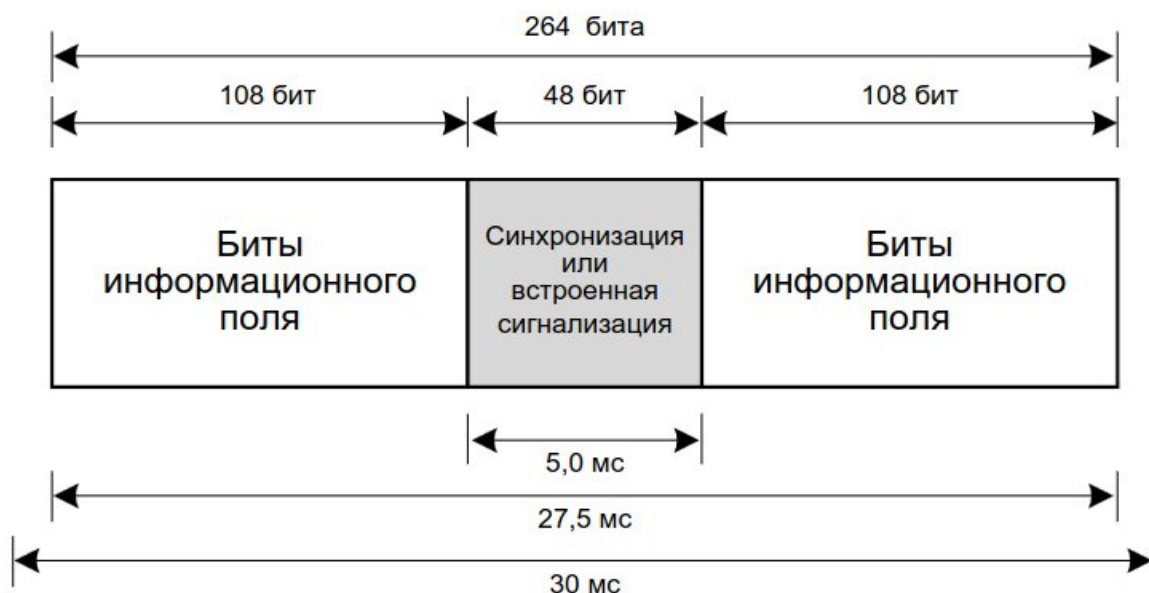 264 бита
108 бит 48 бит 108 бит
Биты
информационного
поля
Синхронизация
или
встроенная
сигнализация
Биты
информационного
поля
5,0 мс
27,5 мс
30 мс